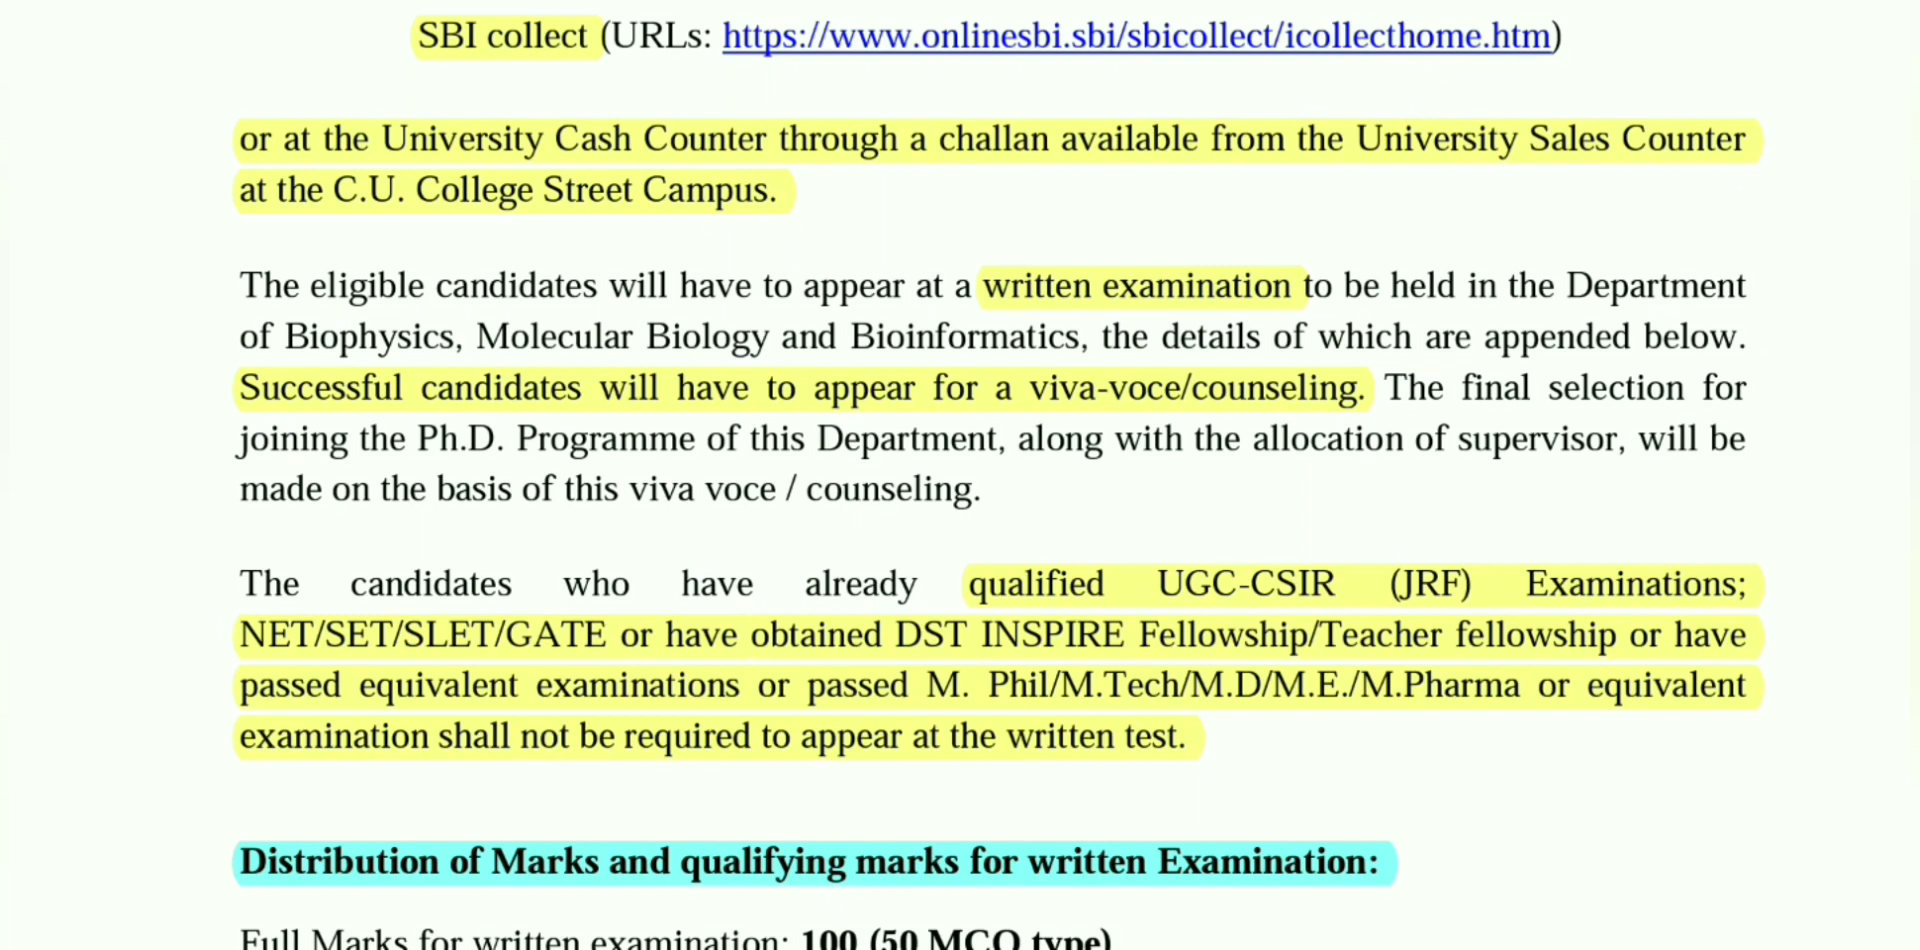 SBI collect (URLs: https://www.onlinesbi.sbi/sbicollect/icollecthome.htm)
or at the University Cash Counter through a challan available from the University Sales Counter
at the C.U. College Street Campus.
The eligible candidates will have to appear at a written examination to be held in the Department
of Biophysics, Molecular Biology and Bioinformatics, the details of which are appended below.
Successful candidates will have to appear for a viva-voce/counseling. The final selection for
joining the Ph.D. Programme of this Department, along with the allocation of supervisor, will be
made on the basis of this viva voce / counseling.
The candidates who have already qualified UGC-CSIR (JRF) Examinations;
NET/SET/SLET/GATE or have obtained DST INSPIRE Fellowship/Teacher fellowship or have
passed equivalent examinations or passed M. Phil/M.Tech/M.D/M.E./M.Pharma or equivalent
examination shall not be required to appear at the written test.
Distribution of Marks and qualifying marks for written Examination:
Full Marks for written examination: 100 (50 MCQ type)